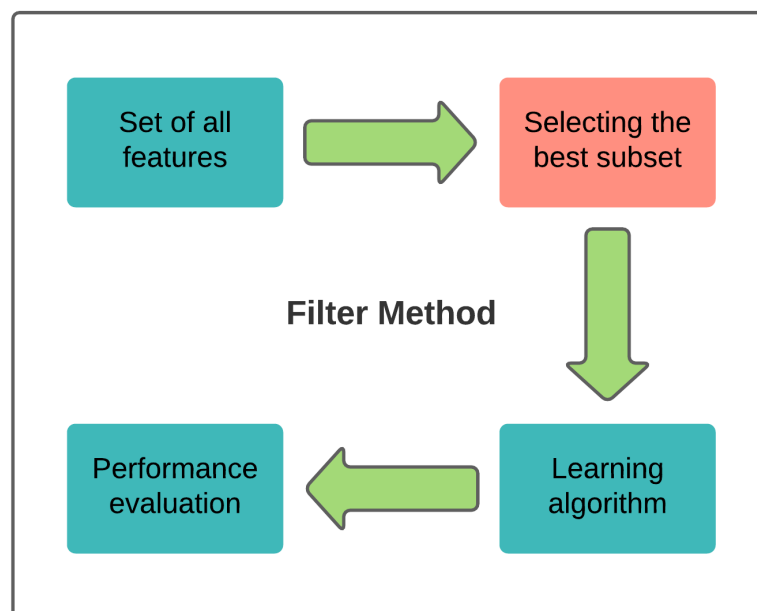 Set of all
features
Selecting the
best subset
Filter Method
Performance
evaluation
Learning
algorithm